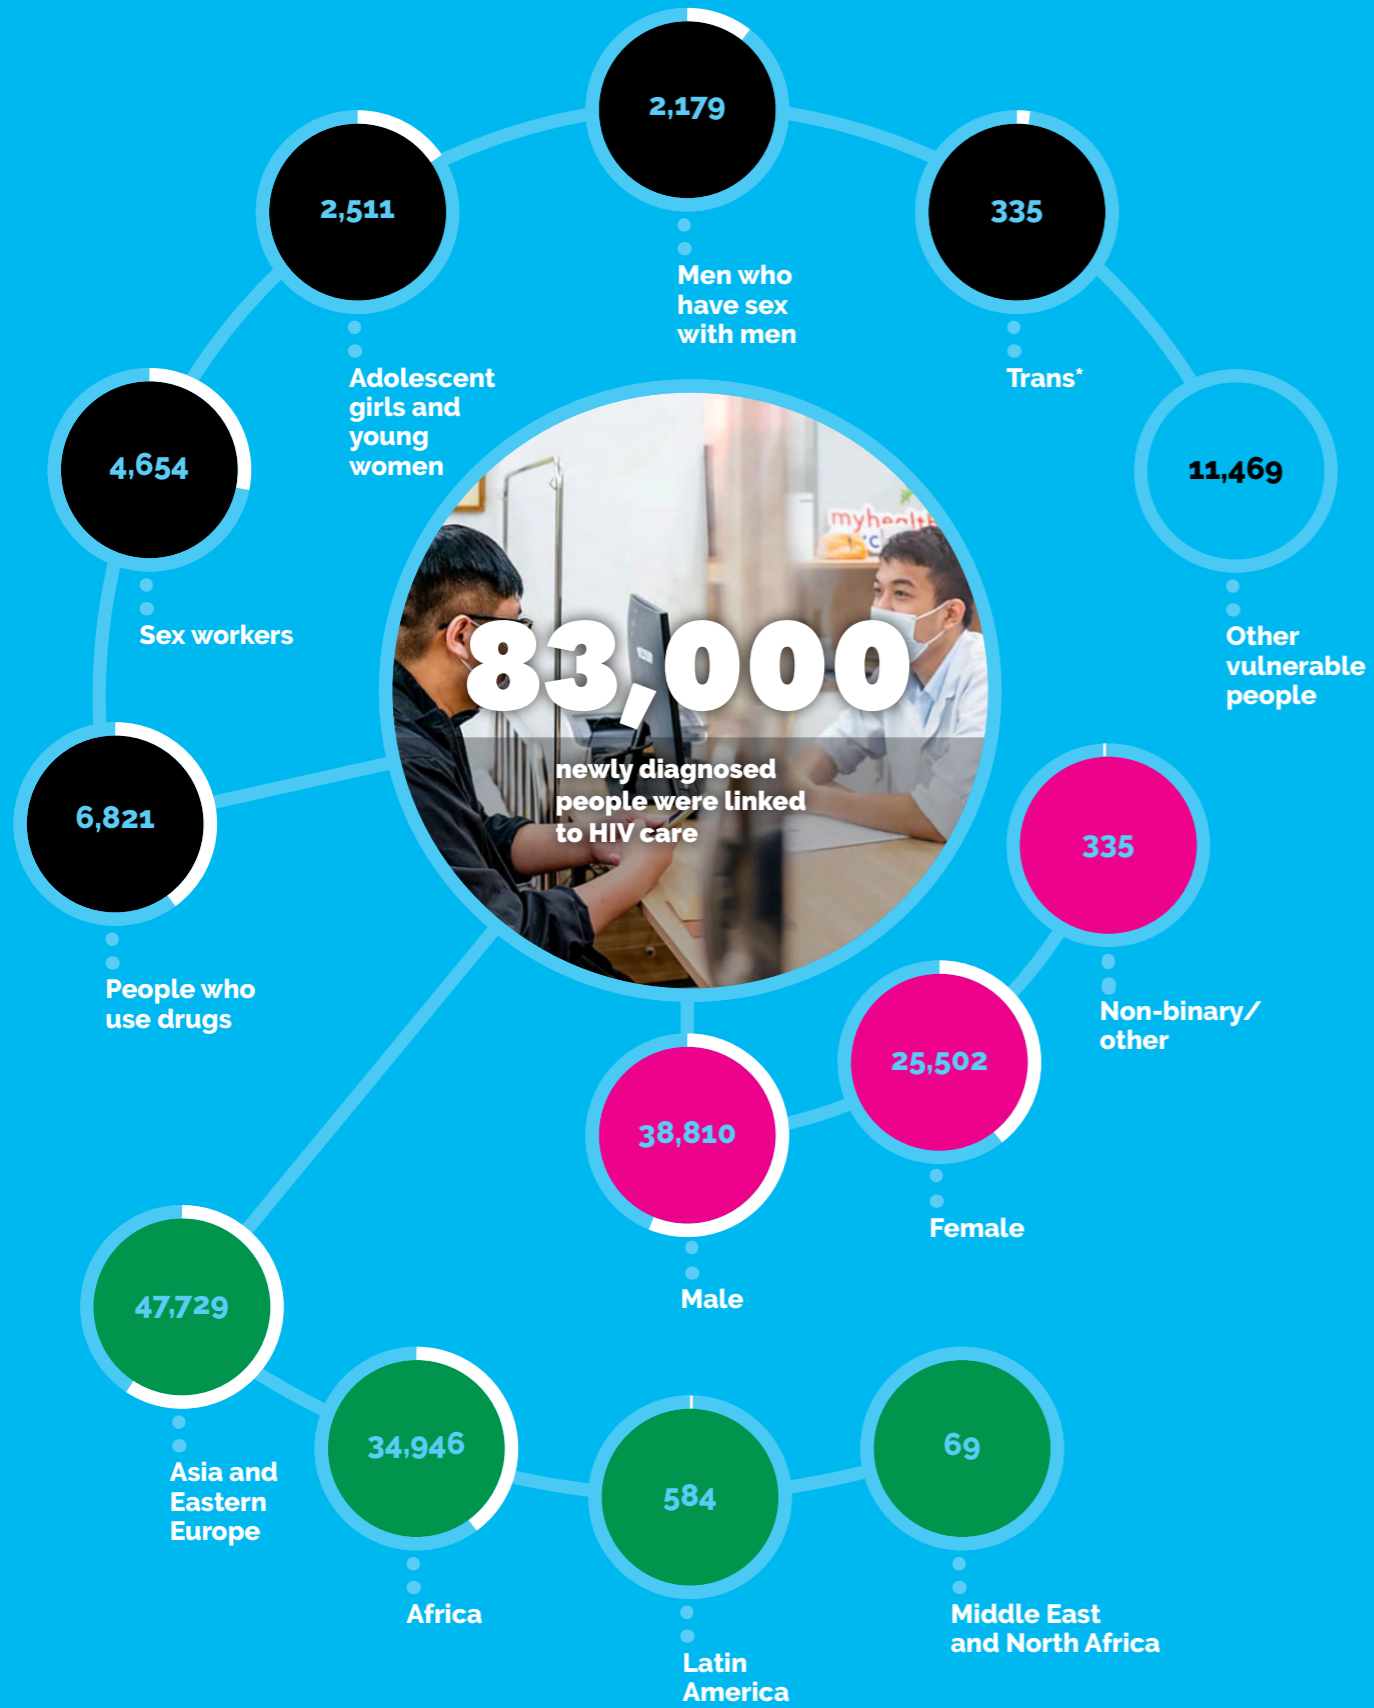 2,179
Men who
have sex
with men
2,511
Adolescent
girls and
young
women
335
Trans*
4,654
Sex workers
11,469
Other
vulnerable
people
6,821
People who
use drugs
83,000
newly diagnosed
people were linked
to HIV care
335
Non-binary/
other
25,502
Female
38,810
Male
47,729
Asia and
Eastern
Europe
34,946
Africa
584
Latin
America
69
Middle East
and North Africa